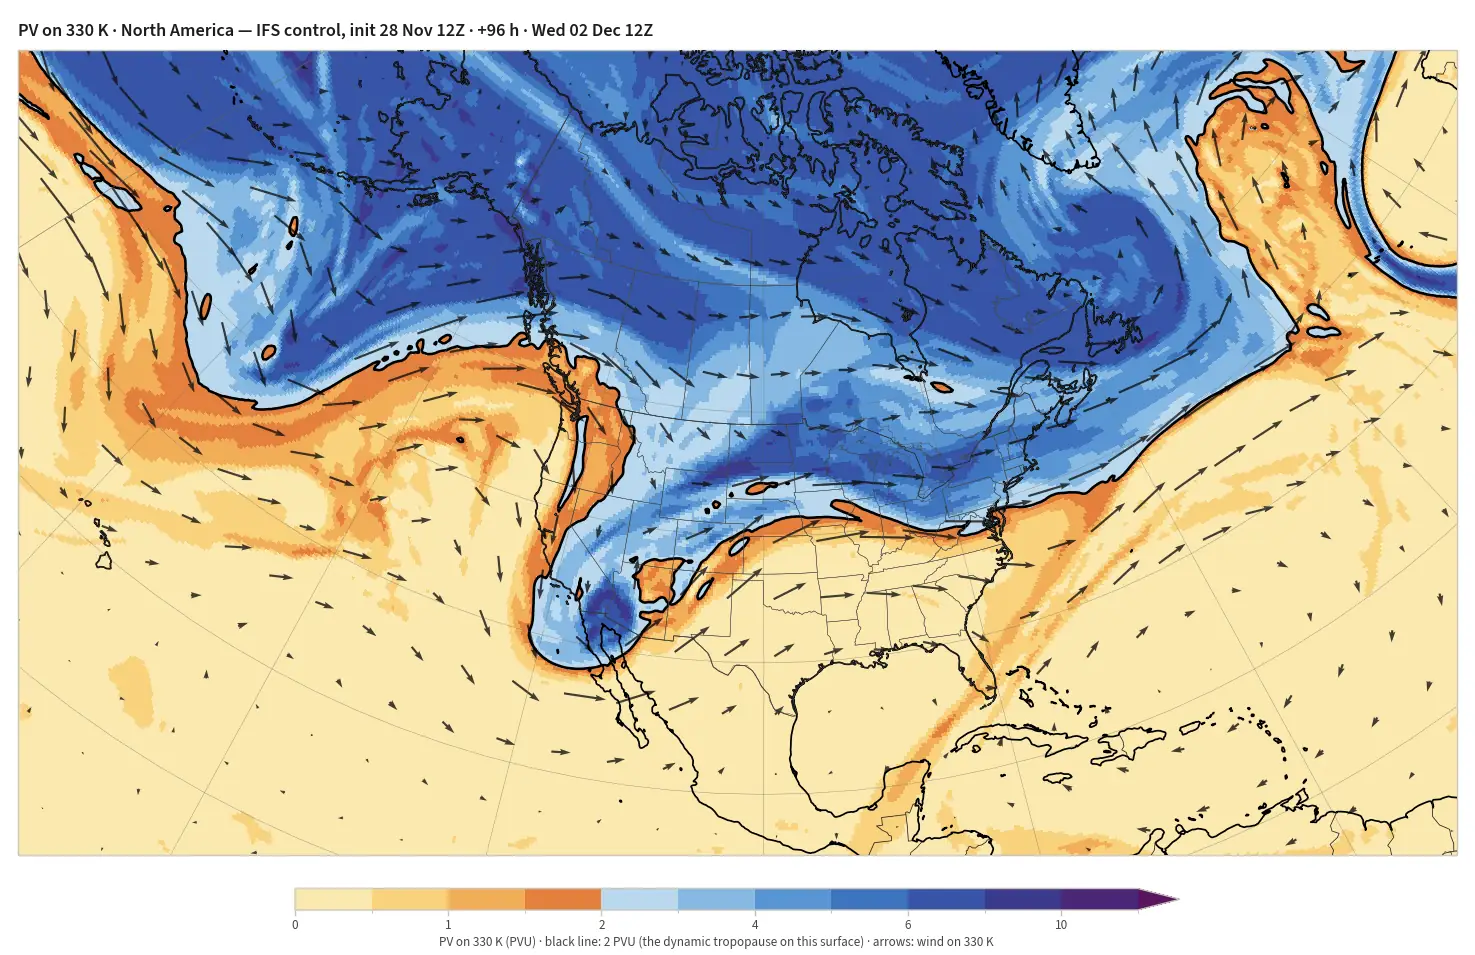 PV on 330 K · North America — IFS control, init 28 Nov 12Z · +96 h · Wed 02 Dec 12Z
0 1 2 4 6 10
PV on 330 K (PVU) · black line: 2 PVU (the dynamic tropopause on this surface) · arrows: wind on 330 K